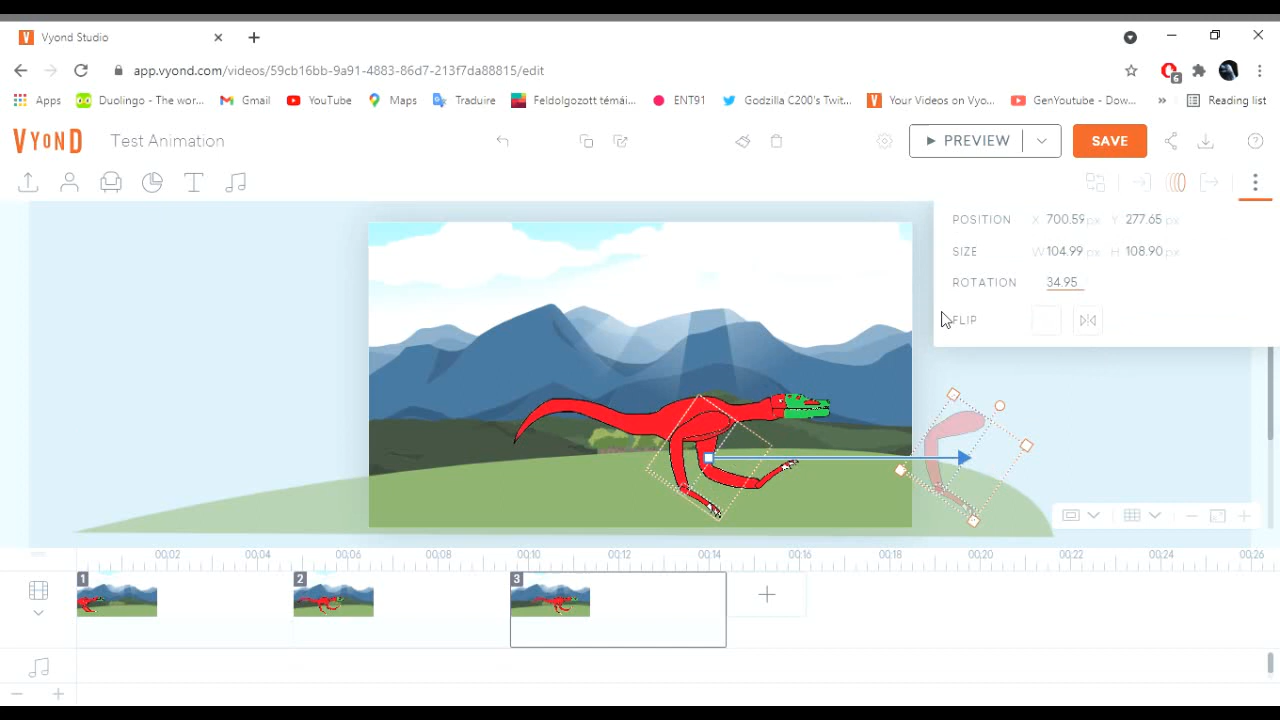 Vyond Studio
app.vyond.com/videos/59cb16bb-9a91-4883-86d7-213f7da88815/edit
Apps Duolingo - The wor... Gmail YouTube Maps Traduire Feldolgozott témái... ENT91 Godzilla C200's Twit... Your Videos on Vyo... GenYoutube - Dow... » Reading list
6
VYOND Test Animation PREVIEW SAVE
POSITION X 700.59 px Y 277.65 px
SIZE W 104.99 px H 108.90 px
ROTATION 34.95
FLIP
00:02 00:04 00:06 00:08 00:10 00:12 00:14 00:16 00:18 00:20 00:22 00:24 00:26
1 2 3